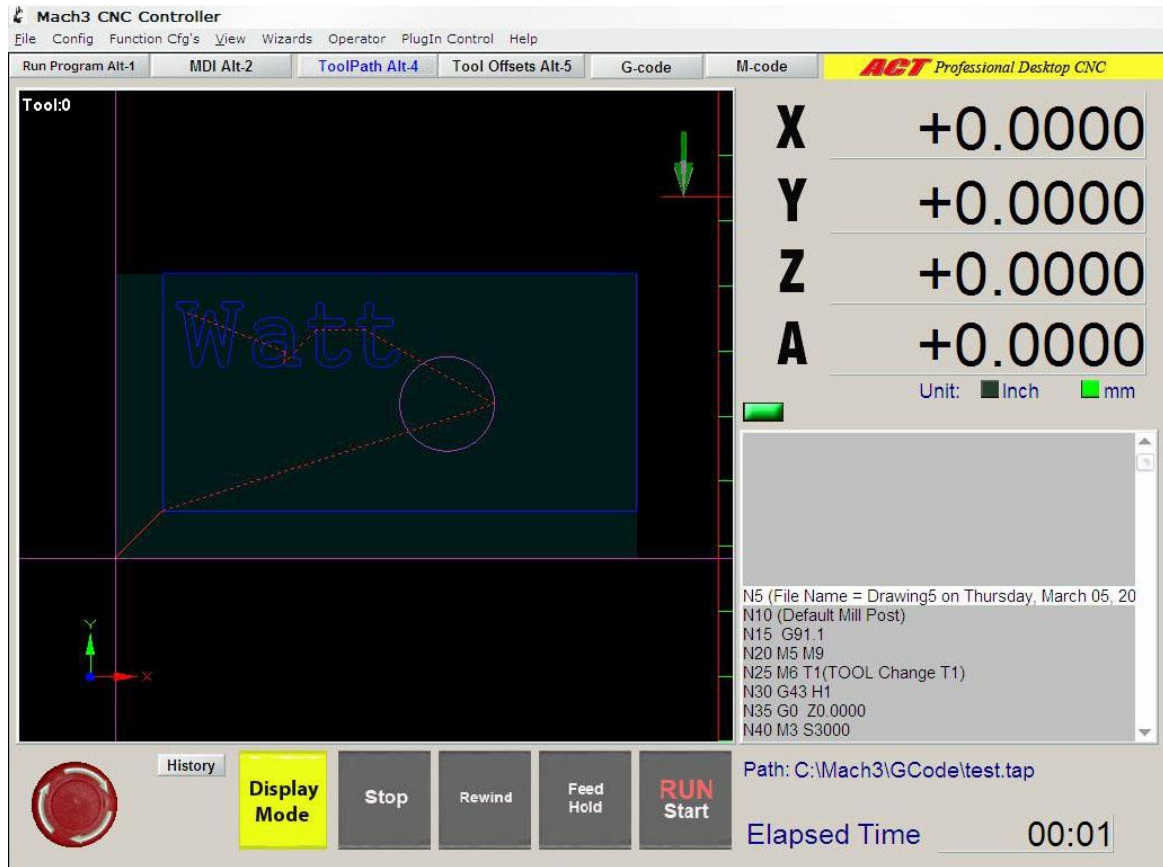 Mach3 CNC Controller
File Config Function Cfg's View Wizards Operator PlugIn Control Help
Run Program Alt-1 MDI Alt-2 ToolPath Alt-4 Tool Offsets Alt-5 G-code M-code ACT Professional Desktop CNC
Tool:0
Watt
Y
X
X +0.0000
Y +0.0000
Z +0.0000
A +0.0000
Unit: Inch mm
N5 (File Name = Drawing5 on Thursday, March 05, 20
N10 (Default Mill Post)
N15 G91.1
N20 M5 M9
N25 M6 T1(TOOL Change T1)
N30 G43 H1
N35 G0 Z0.0000
N40 M3 S3000
History
Display Mode
Stop
Rewind
Feed Hold
RUN Start
Path: C:\Mach3\GCode\test.tap
Elapsed Time 00:01